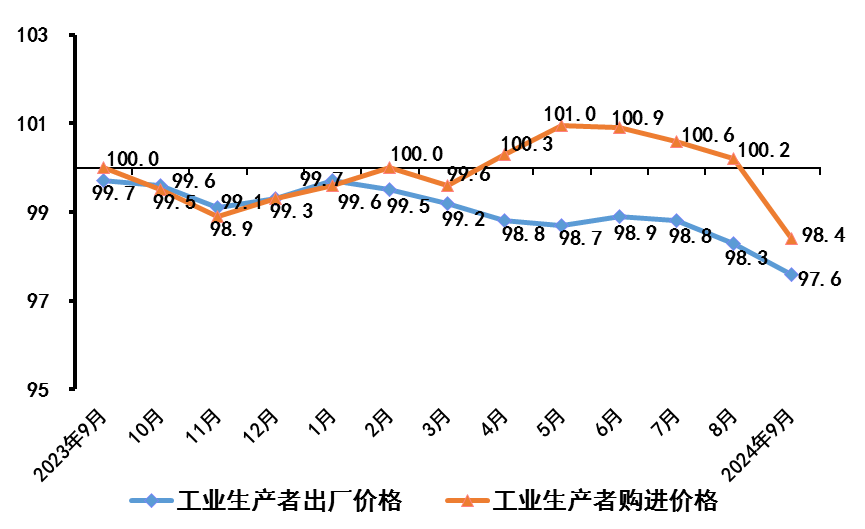 103
101
99
97
95
100.0
99.7
99.6
99.5
99.1
98.9
99.3
99.7
99.6
100.0
99.5
99.6
99.2
100.3
98.8
101.0
98.7
100.9
98.9
100.6
98.8
100.2
98.3
98.4
97.6
2023年9月
10月
11月
12月
1月
2月
3月
4月
5月
6月
7月
8月
2024年9月
工业生产者出厂价格
工业生产者购进价格